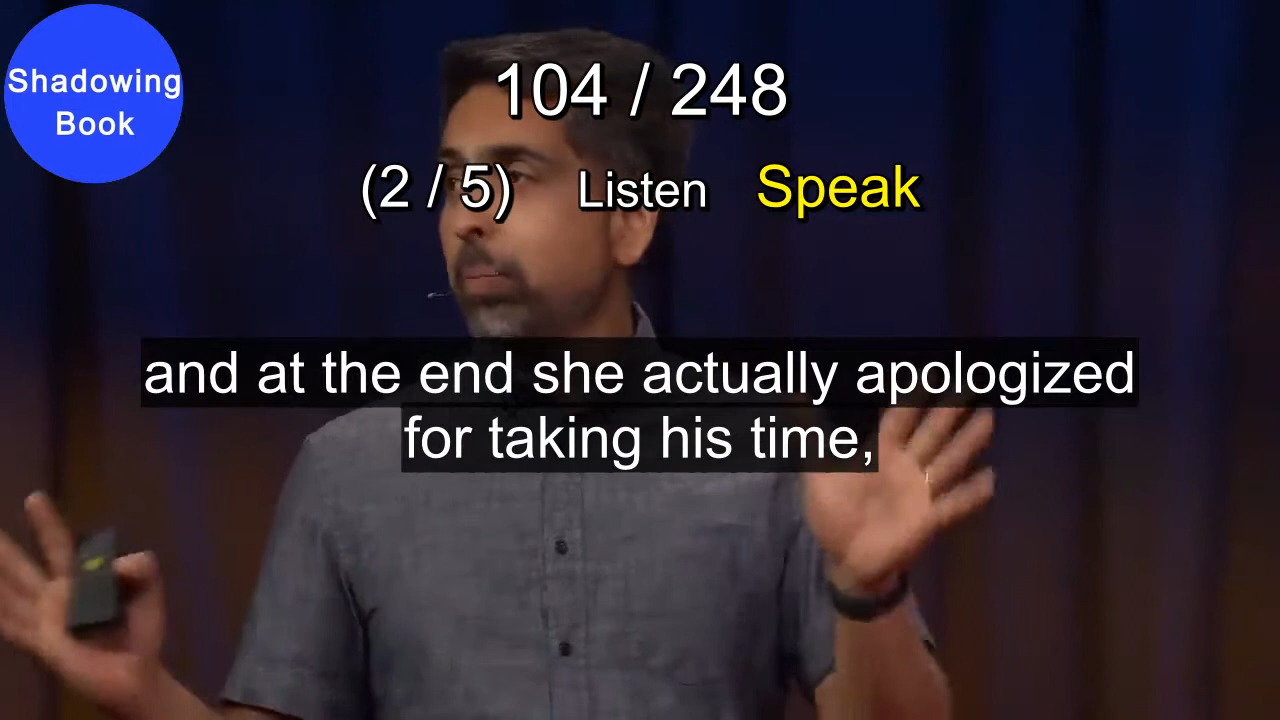 Shadowing
Book
104 / 248
(2 / 5) Listen Speak
and at the end she actually apologized
for taking his time,